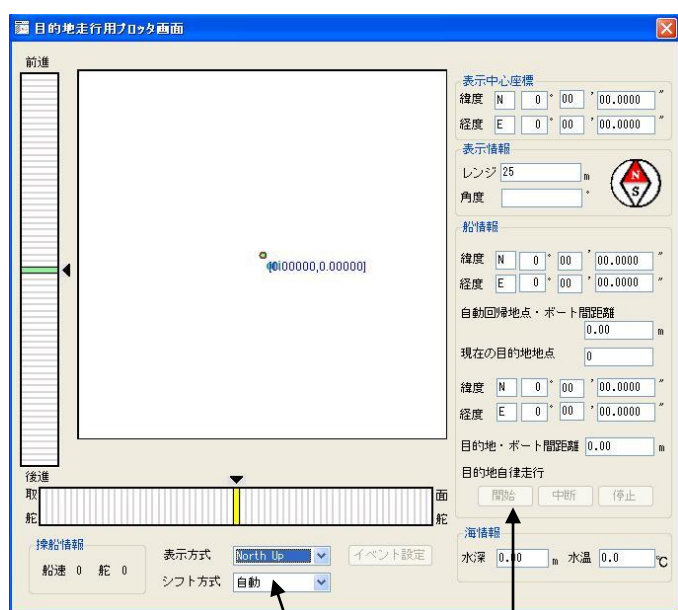 目的地走行用プロッタ画面
前進
後進
取舵
面舵
[0.00000,0.00000]
操船情報
船速 0 舵 0
表示方式 North Up
シフト方式 自動
イベント設定
表示中心座標
緯度 N 0 ° 00 ' 00.0000 "
経度 E 0 ° 00 ' 00.0000 "
表示情報
レンジ 25 m
角度 °
N
S
船情報
緯度 N 0 ° 00 ' 00.0000 "
経度 E 0 ° 00 ' 00.0000 "
自動回帰地点・ボート間距離
0.00 m
現在の目的地地点 0
緯度 N 0 ° 00 ' 00.0000 "
経度 E 0 ° 00 ' 00.0000 "
目的地・ボート間距離 0.00 m
目的地自律走行
開始 中断 停止
海情報
水深 0.00 m 水温 0.0 ℃